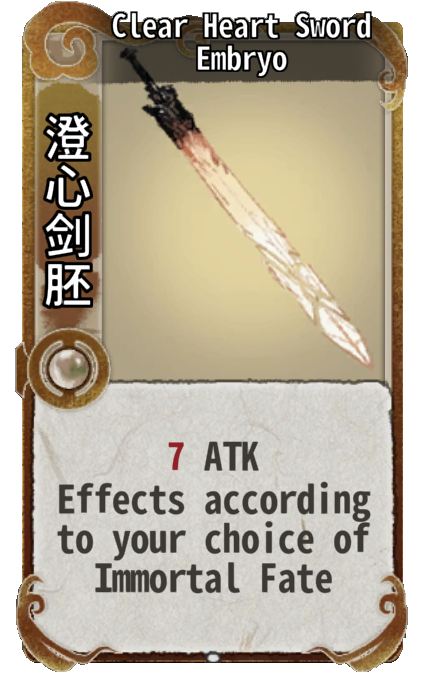 Clear Heart Sword
Embryo
澄心剑胚
7 ATK
Effects according
to your choice of
Immortal Fate